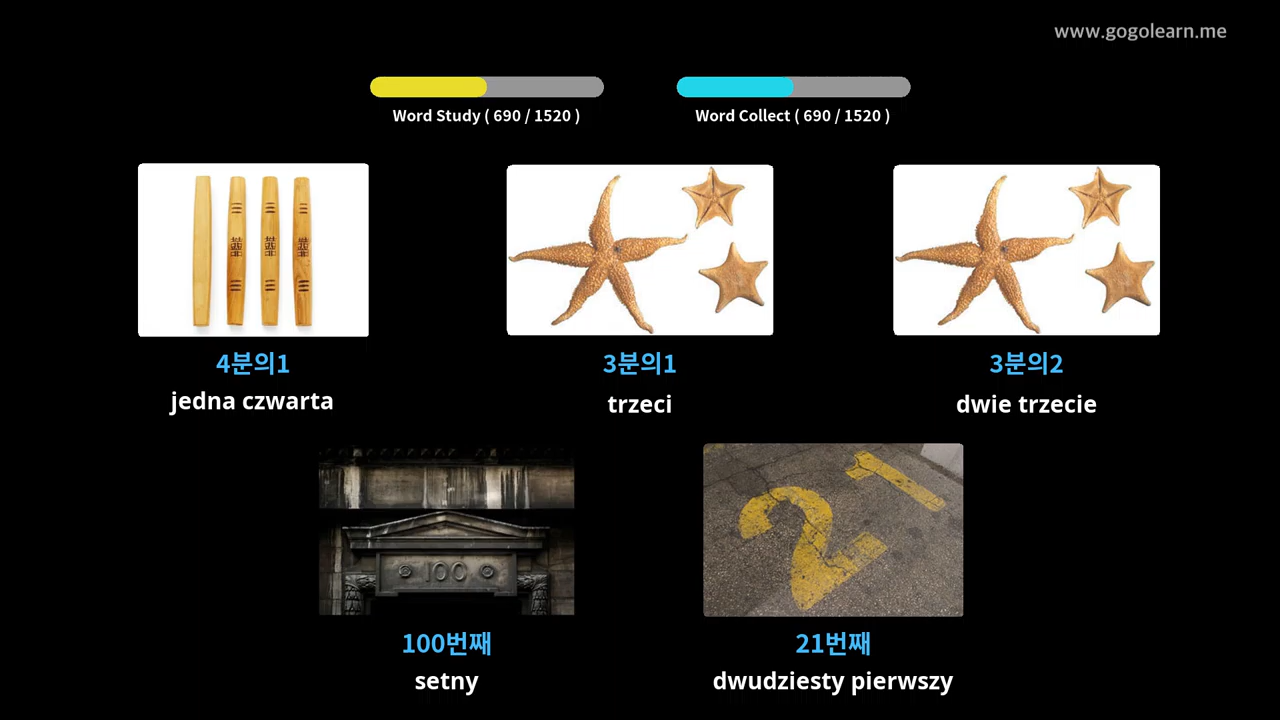 www.gogolearn.me
Word Study ( 690 / 1520 )
Word Collect ( 690 / 1520 )
4분의1
3분의1
3분의2
jedna czwarta
trzeci
dwie trzecie
100
21
100번째
21번째
setny
dwudziesty pierwszy